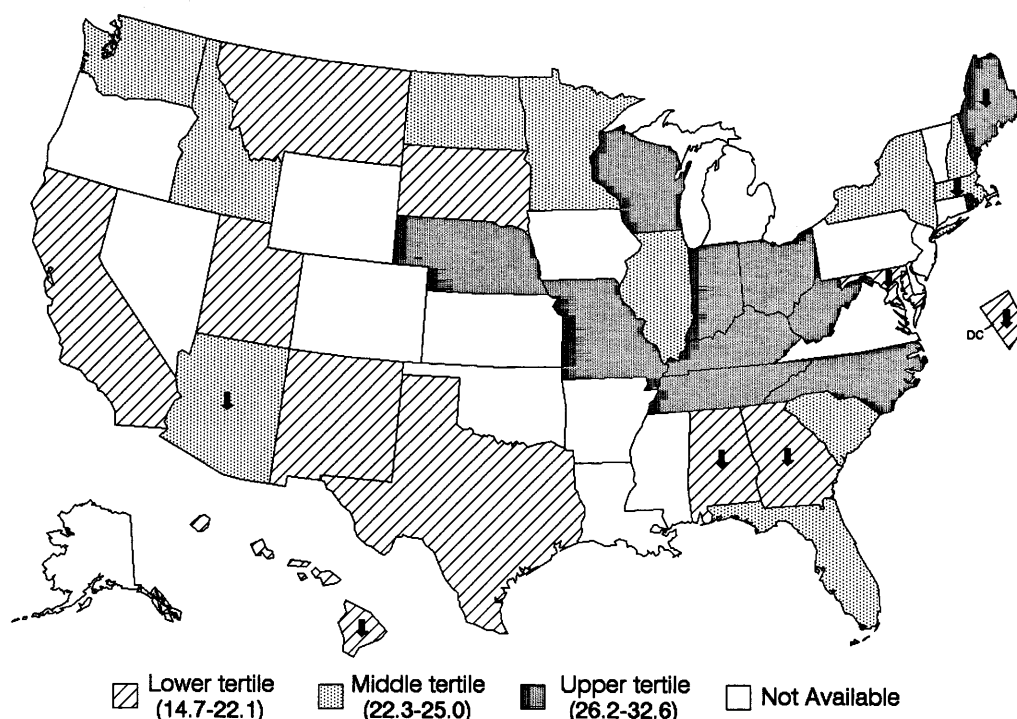 DC
Lower tertile
(14.7-22.1)
Middle tertile
(22.3-25.0)
Upper tertile
(26.2-32.6)
Not Available